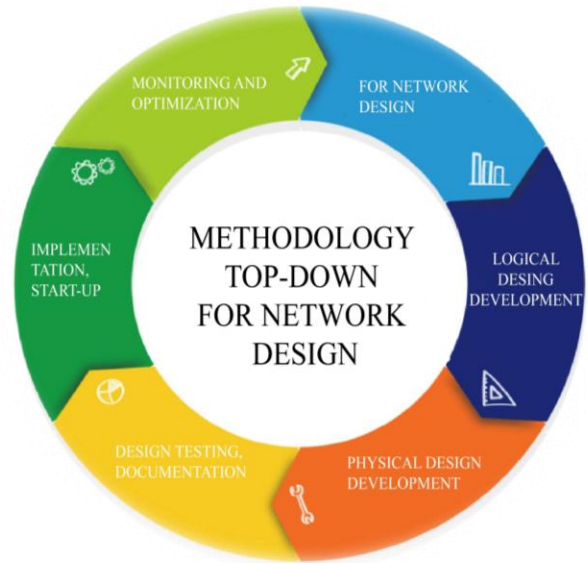 METHODOLOGY
TOP-DOWN
FOR NETWORK
DESIGN
FOR NETWORK
DESIGN
LOGICAL
DESING
DEVELOPMENT
PHYSICAL DESIGN
DEVELOPMENT
DESIGN TESTING,
DOCUMENTATION
IMPLEMEN
TATION,
START-UP
MONITORING AND
OPTIMIZATION